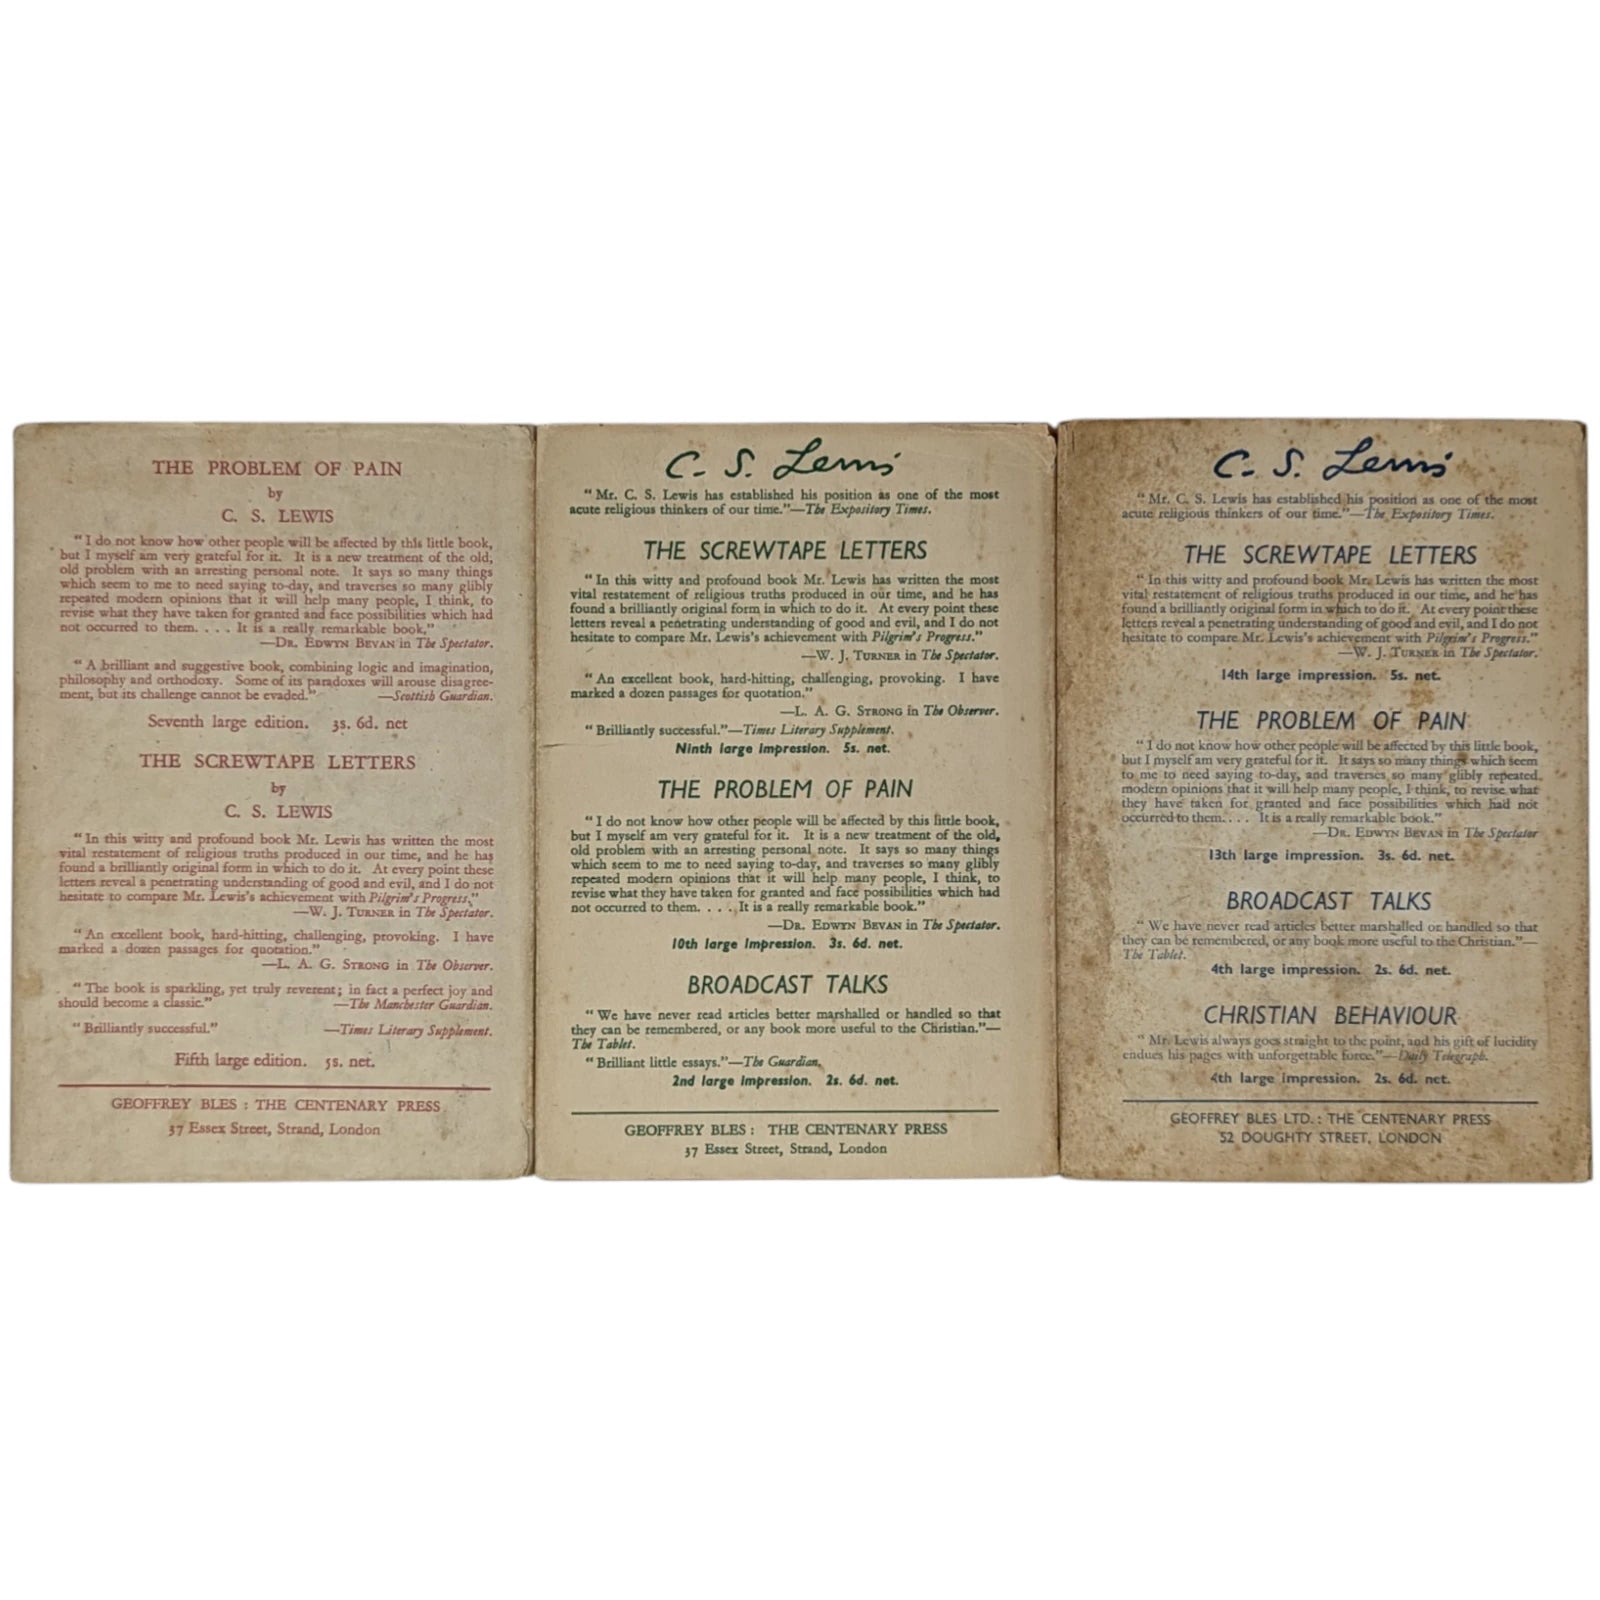 THE PROBLEM OF PAIN
by
C. S. LEWIS
"I do not know how other people will be affected by this little book,
but I myself am very grateful for it. It is a new treatment of the old,
old problem with an arresting personal note. It says so many things
which seem to me to need saying to-day, and traverses so many glibly
repeated modern opinions that it will help many people, I think, to
revise what they have taken for granted and face possibilities which had
not occurred to them. . . . It is a really remarkable book,"
—DR. EDWYN BEVAN in The Spectator.
"A brilliant and suggestive book, combining logic and imagination,
philosophy and orthodoxy. Some of its paradoxes will arouse disagree-
ment, but its challenge cannot be evaded." —Scottish Guardian.
Seventh large edition. 3s. 6d. net
THE SCREWTAPE LETTERS
by
C. S. LEWIS
"In this witty and profound book Mr. Lewis has written the most
vital restatement of religious truths produced in our time, and he has
found a brilliantly original form in which to do it. At every point these
letters reveal a penetrating understanding of good and evil, and I do not
hesitate to compare Mr. Lewis's achievement with Pilgrim's Progress."
—W. J. TURNER in The Spectator.
"An excellent book, hard-hitting, challenging, provoking. I have
marked a dozen passages for quotation."
—L. A. G. STRONG in The Observer.
"The book is sparkling, yet truly reverent; in fact a perfect joy and
should become a classic." —The Manchester Guardian.
"Brilliantly successful." —Times Literary Supplement.
Fifth large edition. 5s. net.
GEOFFREY BLES : THE CENTENARY PRESS
37 Essex Street, Strand, London
C. S. Lewis
"Mr. C. S. Lewis has established his position as one of the most
acute religious thinkers of our time."—The Expository Times.
THE SCREWTAPE LETTERS
"In this witty and profound book Mr. Lewis has written the most
vital restatement of religious truths produced in our time, and he has
found a brilliantly original form in which to do it. At every point these
letters reveal a penetrating understanding of good and evil, and I do not
hesitate to compare Mr. Lewis's achievement with Pilgrim's Progress."
—W. J. TURNER in The Spectator.
"An excellent book, hard-hitting, challenging, provoking. I have
marked a dozen passages for quotation."
—L. A. G. STRONG in The Observer.
"Brilliantly successful."—Times Literary Supplement.
Ninth large impression. 5s. net.
THE PROBLEM OF PAIN
"I do not know how other people will be affected by this little book,
but I myself am very grateful for it. It is a new treatment of the old,
old problem with an arresting personal note. It says so many things
which seem to me to need saying to-day, and traverses so many glibly
repeated modern opinions that it will help many people, I think, to
revise what they have taken for granted and face possibilities which had
not occurred to them. . . . It is a really remarkable book."
—DR. EDWYN BEVAN in The Spectator.
10th large impression. 3s. 6d. net.
BROADCAST TALKS
"We have never read articles better marshalled or handled so that
they can be remembered, or any book more useful to the Christian."—
The Tablet.
"Brilliant little essays."—The Guardian.
2nd large impression. 2s. 6d. net.
GEOFFREY BLES : THE CENTENARY PRESS
37 Essex Street, Strand, London
C. S. Lewis
"Mr. C. S. Lewis has established his position as one of the most
acute religious thinkers of our time."—The Expository Times.
THE SCREWTAPE LETTERS
"In this witty and profound book Mr. Lewis has written the most
vital restatement of religious truths produced in our time, and he has
found a brilliantly original form in which to do it. At every point these
letters reveal a penetrating understanding of good and evil, and I do not
hesitate to compare Mr. Lewis's achievement with Pilgrim's Progress."
—W. J. TURNER in The Spectator.
14th large impression. 5s. net.
THE PROBLEM OF PAIN
"I do not know how other people will be affected by this little book,
but I myself am very grateful for it. It says so many things which seem
to me to need saying to-day, and traverses so many glibly repeated
modern opinions that it will help many people, I think, to revise what
they have taken for granted and face possibilities which had not
occurred to them. . . . It is a really remarkable book."
—DR. EDWYN BEVAN in The Spectator
13th large impression. 3s. 6d. net.
BROADCAST TALKS
"We have never read articles better marshalled or handled so that
they can be remembered, or any book more useful to the Christian."—
The Tablet.
4th large impression. 2s. 6d. net.
CHRISTIAN BEHAVIOUR
"Mr. Lewis always goes straight to the point, and his gift of lucidity
endues his pages with unforgettable force."—Daily Telegraph.
4th large impression. 2s. 6d. net.
GEOFFREY BLES LTD.: THE CENTENARY PRESS
52 DOUGHTY STREET, LONDON